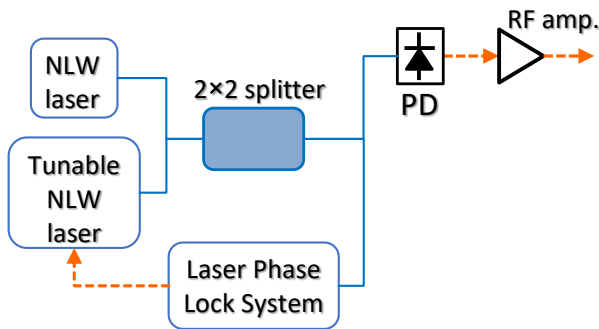 RF amp.
NLW
laser
2×2 splitter
PD
Tunable
NLW
laser
Laser Phase
Lock System